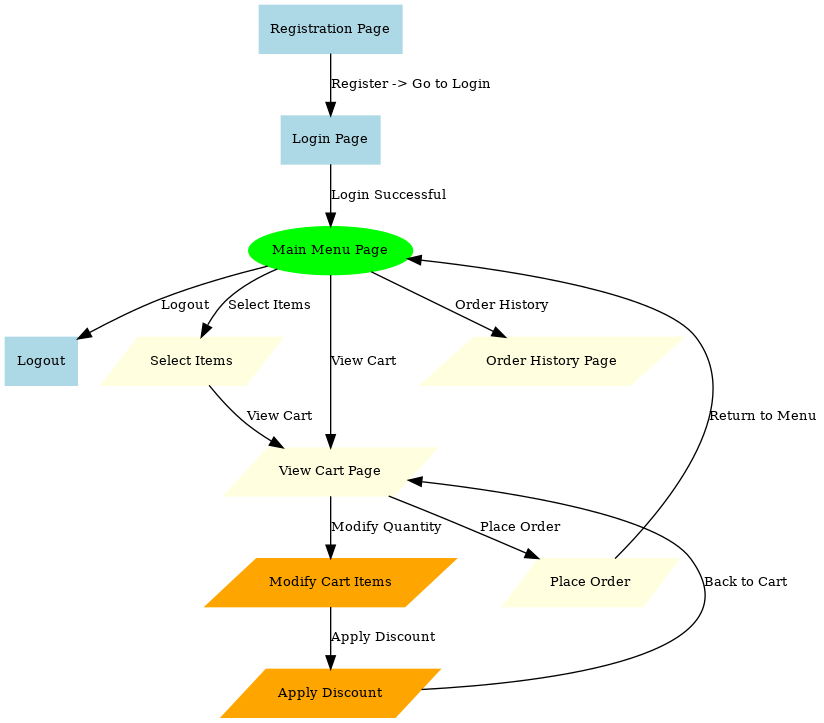 Registration Page
Register -> Go to Login
Login Page
Login Successful
Main Menu Page
Logout
Select Items
Order History
Logout
Select Items
View Cart
Order History Page
View Cart
Return to Menu
View Cart Page
Modify Quantity
Place Order
Modify Cart Items
Place Order
Back to Cart
Apply Discount
Apply Discount